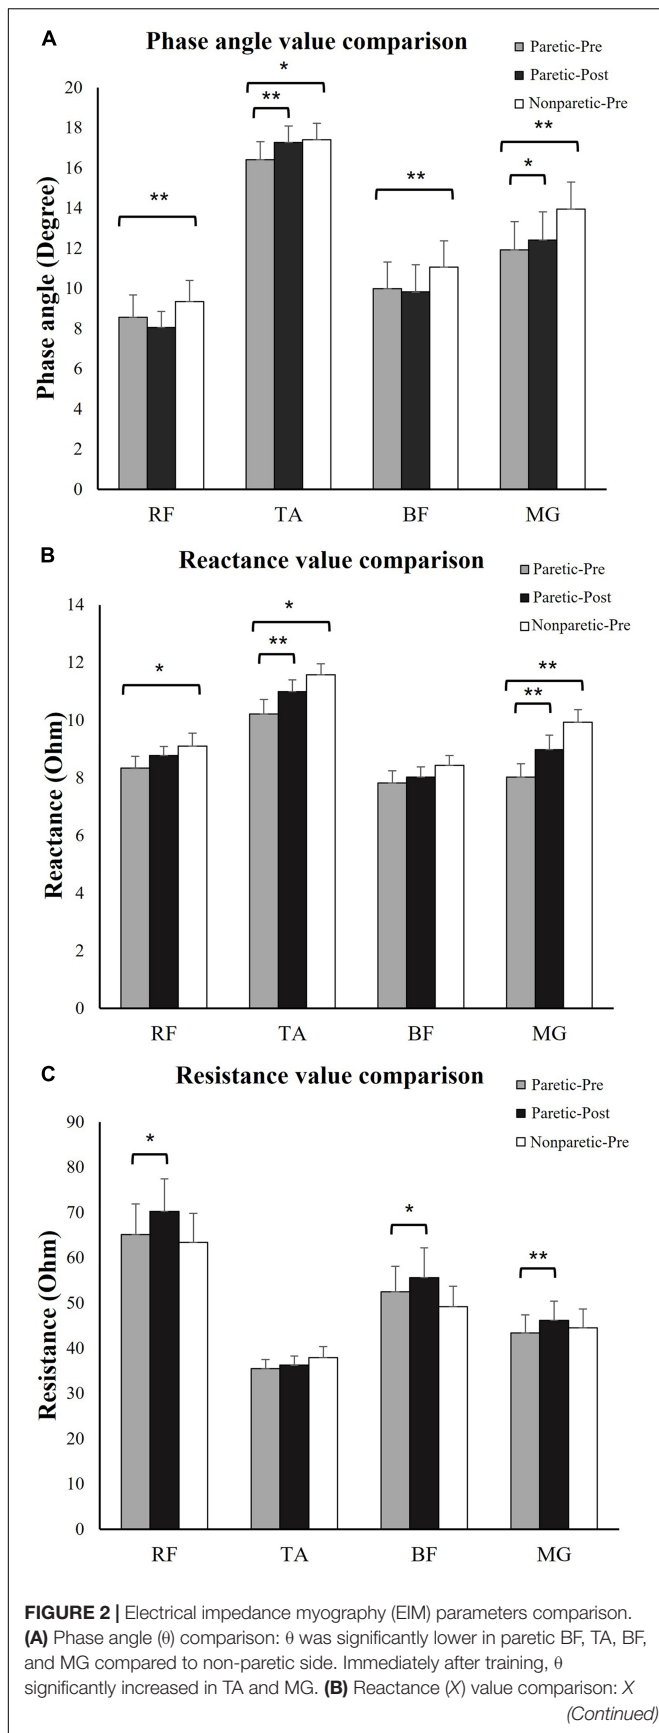 A
Phase angle value comparison
Paretic-Pre
Paretic-Post
Nonparetic-Pre
*
**
**
**
**
*
20
18
16
14
12
10
8
6
4
2
0
Phase angle (Degree)
RF TA BF MG
B
Reactance value comparison
Paretic-Pre
Paretic-Post
Nonparetic-Pre
*
**
*
**
**
14
12
10
8
6
4
2
0
Reactance (Ohm)
RF TA BF MG
C
Resistance value comparison
Paretic-Pre
Paretic-Post
Nonparetic-Pre
*
*
**
90
80
70
60
50
40
30
20
10
0
Resistance (Ohm)
RF TA BF MG
FIGURE 2 | Electrical impedance myography (EIM) parameters comparison.
(A) Phase angle (θ) comparison: θ was significantly lower in paretic BF, TA, BF,
and MG compared to non-paretic side. Immediately after training, θ
significantly increased in TA and MG. (B) Reactance (X) value comparison: X
(Continued)